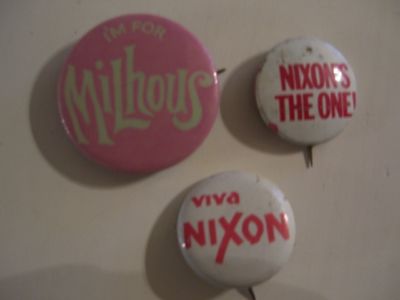 I'M FOR
MiLHOUS
NIXON'S
THE ONE!
viva
NIXON